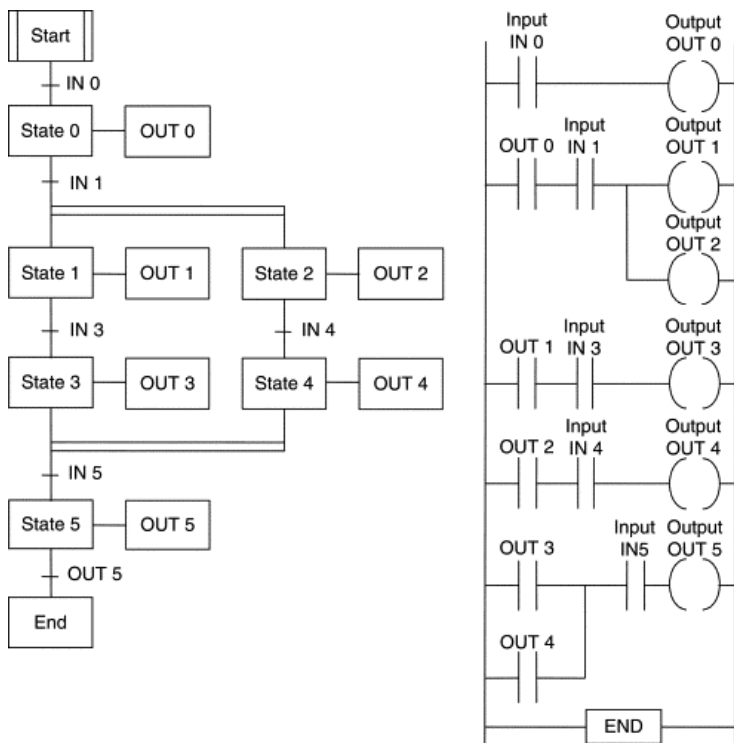 Start
IN 0
State 0
OUT 0
IN 1
State 1
OUT 1
State 2
OUT 2
IN 3
IN 4
State 3
OUT 3
State 4
OUT 4
IN 5
State 5
OUT 5
OUT 5
End
Input
IN 0
Output
OUT 0
OUT 0
Input
IN 1
Output
OUT 1
Output
OUT 2
OUT 1
Input
IN 3
Output
OUT 3
OUT 2
Input
IN 4
Output
OUT 4
OUT 3
Input
IN5
Output
OUT 5
OUT 4
END